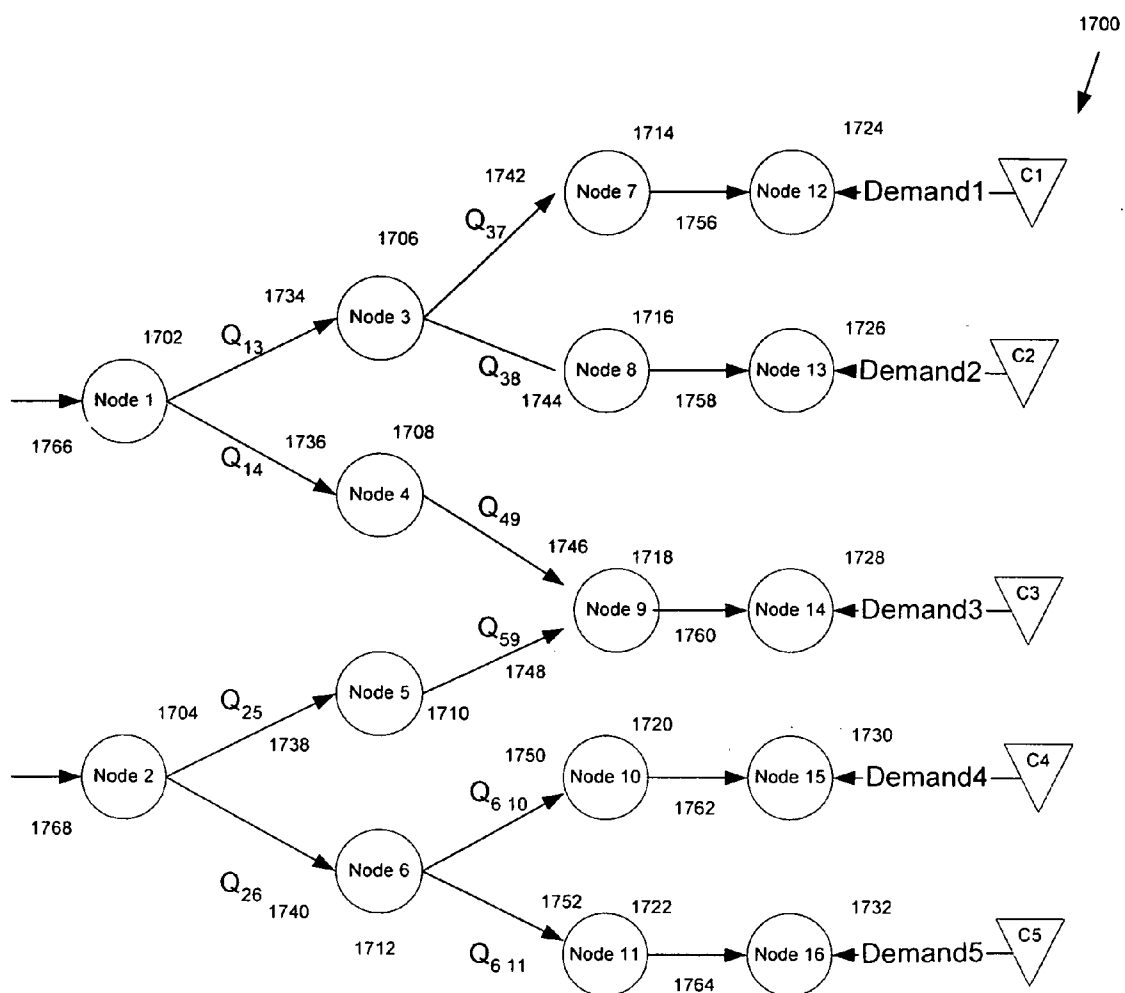 1700
1714
1724
1742
Node 7
Node 12
Demand1
C1
Q37
1756
1706
1734
Node 3
1716
1726
1702
Q13
Q38
Node 8
Node 13
Demand2
C2
Node 1
1744
1758
1766
1736
1708
Q14
Node 4
Q49
1746
1718
1728
Node 9
Node 14
Demand3
C3
Q59
1760
1748
1704
Q25
Node 5
1710
1738
1720
1730
1750
Node 2
Node 10
Node 15
Demand4
C4
Q6 10
1762
1768
Node 6
Q26
1740
1752
1722
1732
1712
Q6 11
Node 11
Node 16
Demand5
C5
1764